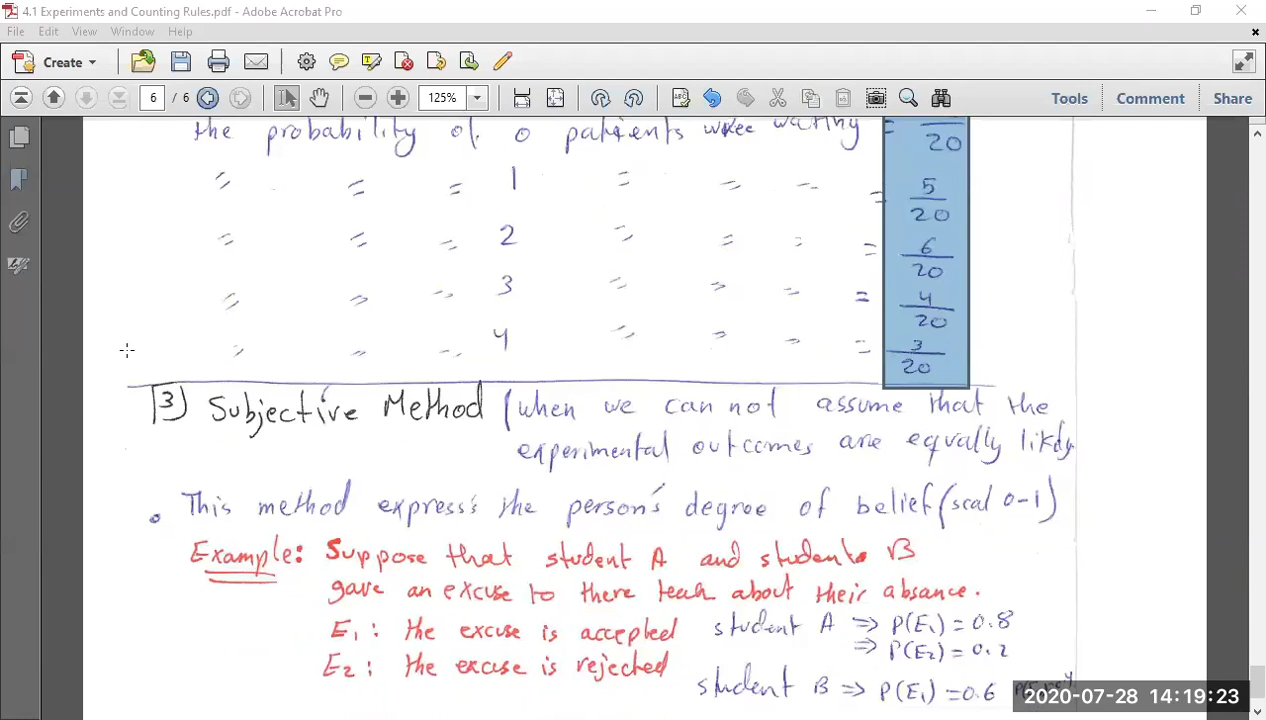 4.1 Experiments and Counting Rules.pdf - Adobe Acrobat Pro
File Edit View Window Help
Create
6 / 6 125% Tools Comment Share
the probability of 0 patients were waiting = 20
" " = 1 = " " = 5/20
" " " 2 " = " = 6/20
" " " 3 " " " = 4/20
" " " 4 " " " = 3/20
3 Subjective Method (when we can not assume that the
experimental outcomes are equally likely
• This method express's the person's degree of belief (scal 0-1)
Example: Suppose that student A and student B
gave an excuse to there teach about their absance.
E1: the excuse is accepted student A => P(E1) = 0.8
=> P(E2) = 0.2
E2: the excuse is rejected
student B => P(E1) = 0.6
2020-07-28 14:19:23